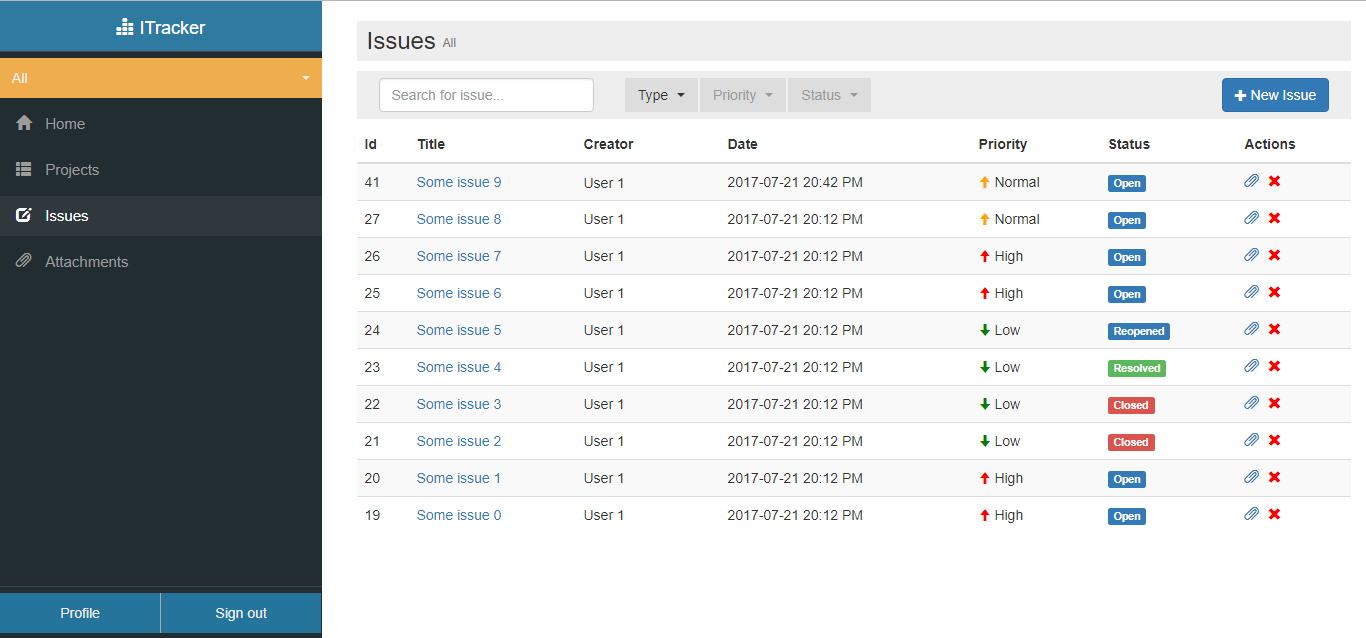 ITracker
All
Home
Projects
Issues
Attachments
Profile Sign out
Issues All
Search for issue... Type Priority Status New Issue
Id Title Creator Date Priority Status Actions
41 Some issue 9 User 1 2017-07-21 20:42 PM Normal Open
27 Some issue 8 User 1 2017-07-21 20:12 PM Normal Open
26 Some issue 7 User 1 2017-07-21 20:12 PM High Open
25 Some issue 6 User 1 2017-07-21 20:12 PM High Open
24 Some issue 5 User 1 2017-07-21 20:12 PM Low Reopened
23 Some issue 4 User 1 2017-07-21 20:12 PM Low Resolved
22 Some issue 3 User 1 2017-07-21 20:12 PM Low Closed
21 Some issue 2 User 1 2017-07-21 20:12 PM Low Closed
20 Some issue 1 User 1 2017-07-21 20:12 PM High Open
19 Some issue 0 User 1 2017-07-21 20:12 PM High Open